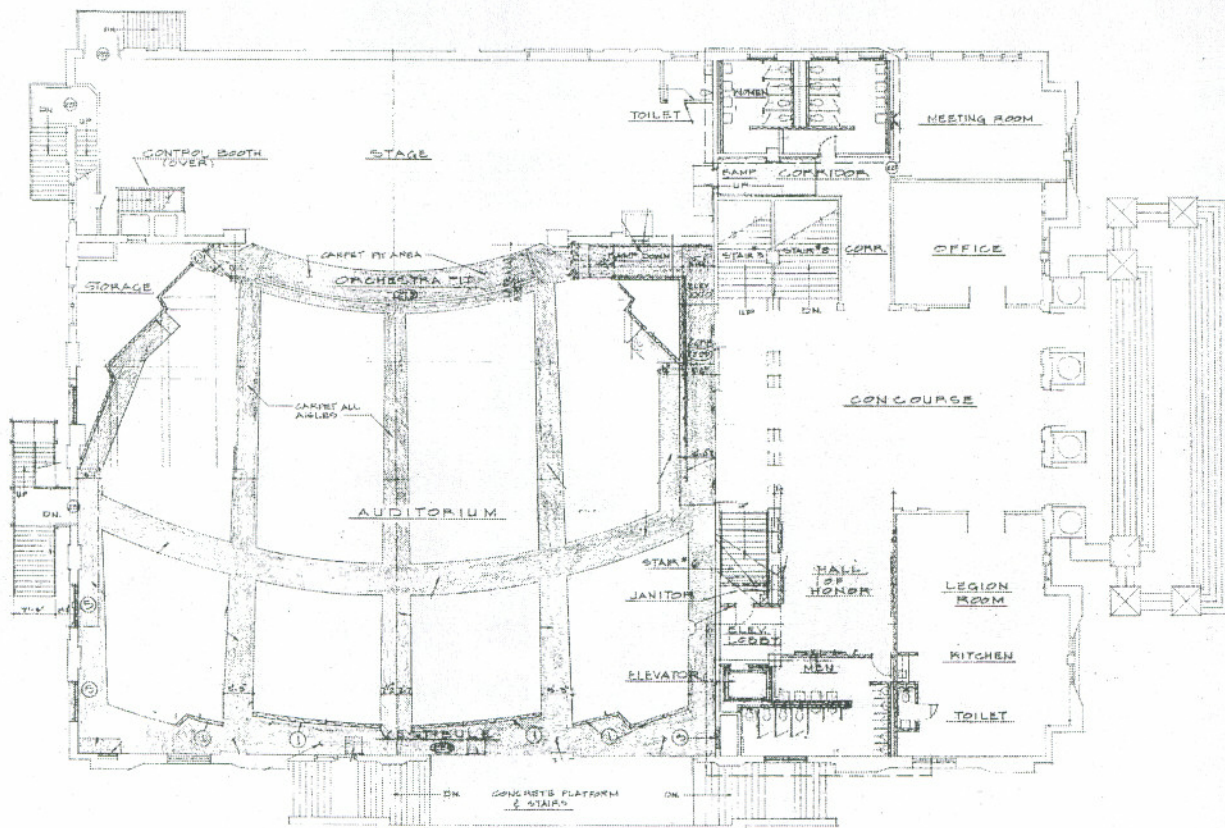 DN.
DN.
UP
CONTROL BOOTH
(OVER)
STAGE
TOILET
WOMEN
MEETING ROOM
RAMP
UP
CORRIDOR
STORAGE
CARPET PIT AREA
ORCHESTRA PIT
STAIR
STAIR
CORR.
OFFICE
UP
DN.
CARPET ALL
AISLES
CONCOURSE
AUDITORIUM
UP
DN.
STAIR
JANITOR
ELEV.
LOBBY
ELEVATOR
HALL
OF
HONOR
MEN
LEGION
ROOM
KITCHEN
TOILET
VESTIBULE
DN.
CONCRETE PLATFORM
& STAIRS
DN.